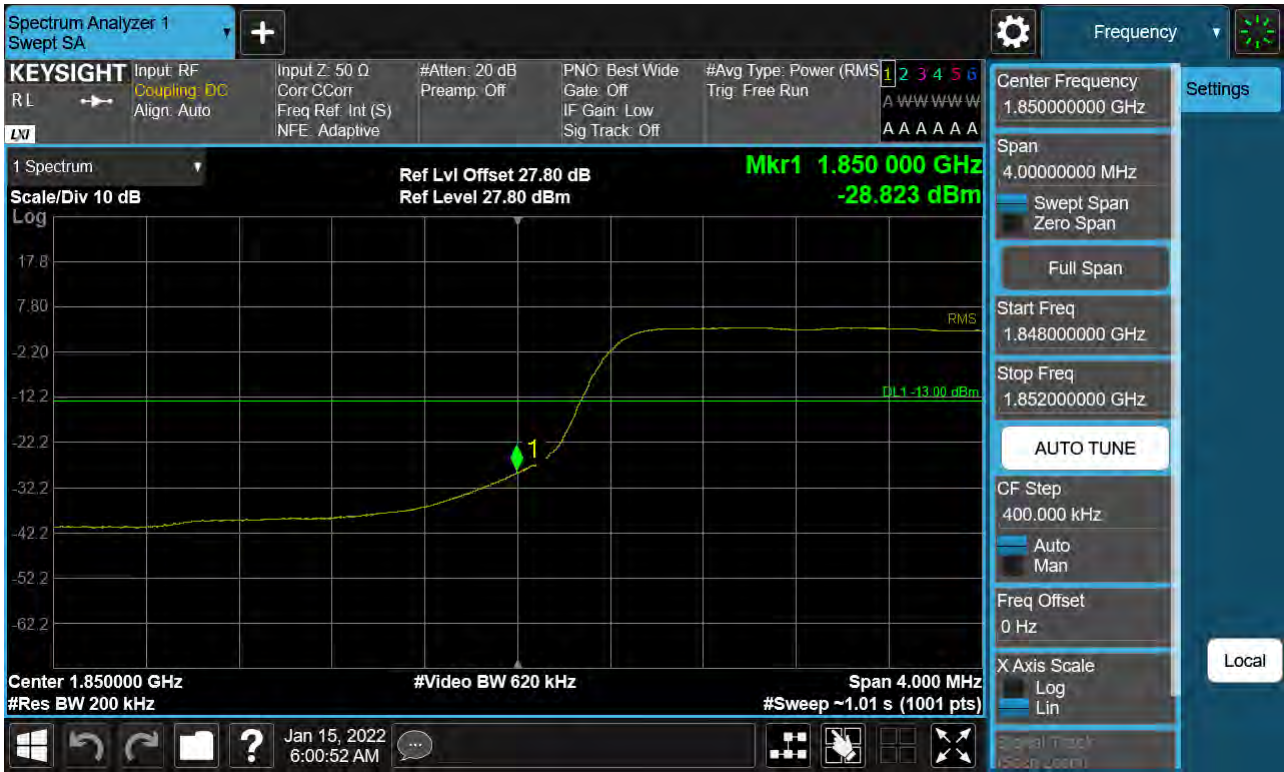 Spectrum Analyzer 1
Swept SA
+
Frequency
KEYSIGHT
RL
LXI
Input: RF
Coupling: DC
Align: Auto
Input Z: 50 Ω
Corr CCorr
Freq Ref: Int (S)
NFE: Adaptive
#Atten: 20 dB
Preamp: Off
PNO: Best Wide
Gate: Off
IF Gain: Low
Sig Track: Off
#Avg Type: Power (RMS
Trig: Free Run
1 2 3 4 5 6
A W W W W W
A A A A A A
1 Spectrum
Scale/Div 10 dB
Log
Ref Lvl Offset 27.80 dB
Ref Level 27.80 dBm
Mkr1 1.850 000 GHz
-28.823 dBm
17.8
7.80
-2.20
-12.2
-22.2
-32.2
-42.2
-52.2
-62.2
RMS
DL1 -13.00 dBm
1
Center 1.850000 GHz
#Res BW 200 kHz
#Video BW 620 kHz
Span 4.000 MHz
#Sweep ~1.01 s (1001 pts)
Center Frequency
1.850000000 GHz
Span
4.00000000 MHz
Swept Span
Zero Span
Full Span
Start Freq
1.848000000 GHz
Stop Freq
1.852000000 GHz
AUTO TUNE
CF Step
400.000 kHz
Auto
Man
Freq Offset
0 Hz
X Axis Scale
Log
Lin
Signal Track
(Span Zoom)
Settings
Local
?
Jan 15, 2022
6:00:52 AM